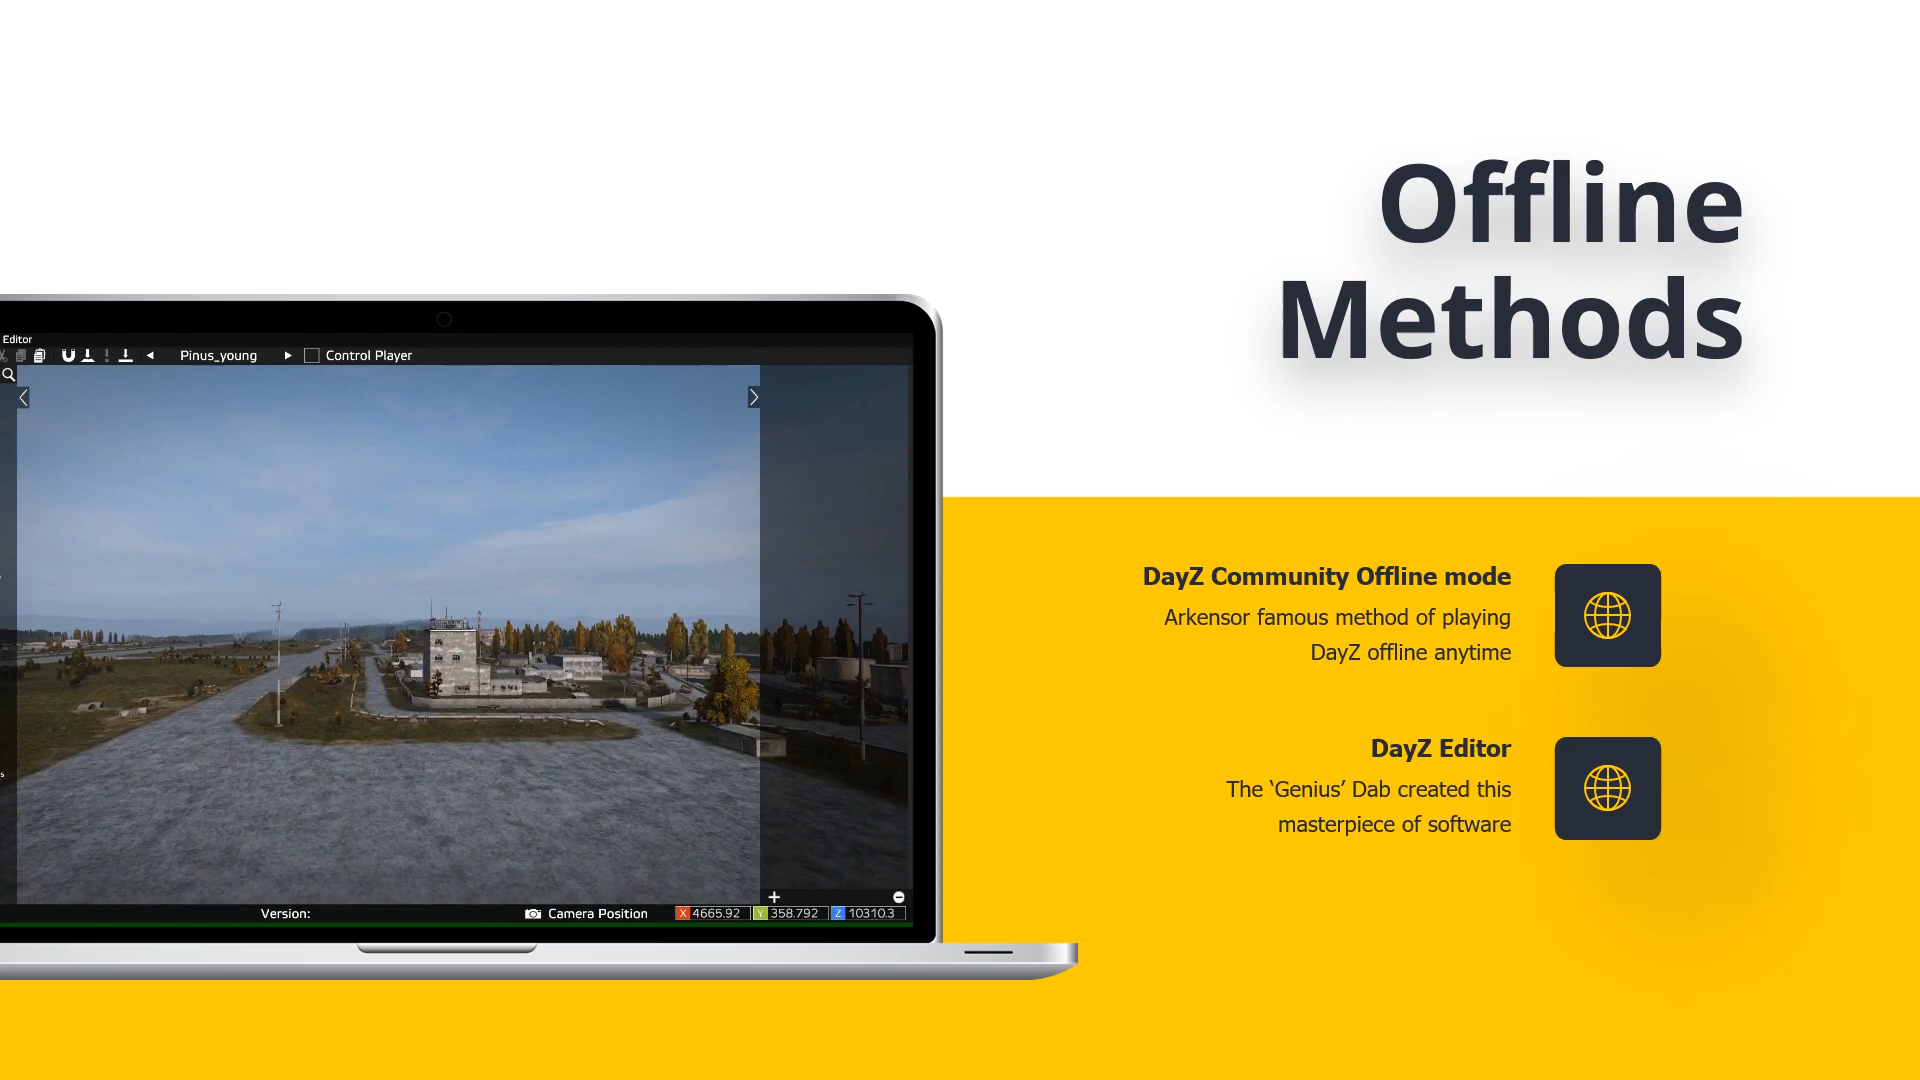 Offline
Methods
Editor
Pinus_young
Control Player
DayZ Community Offline mode
Arkensor famous method of playing
DayZ offline anytime
DayZ Editor
The ‘Genius’ Dab created this
masterpiece of software
Version:
Camera Position
X 4665.92
Y 358.792
Z 10310.3